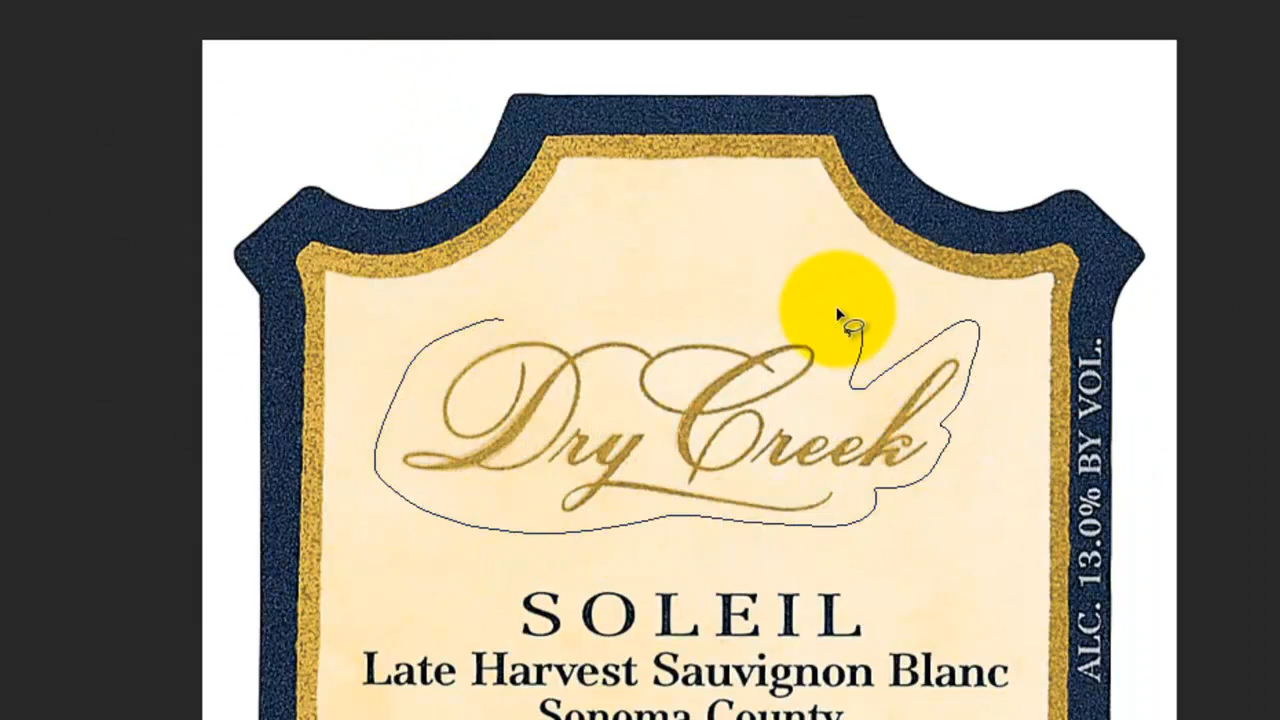 Dry Creek
SOLEIL
Late Harvest Sauvignon Blanc
Sonoma County
ALC. 13.0% BY VOL.